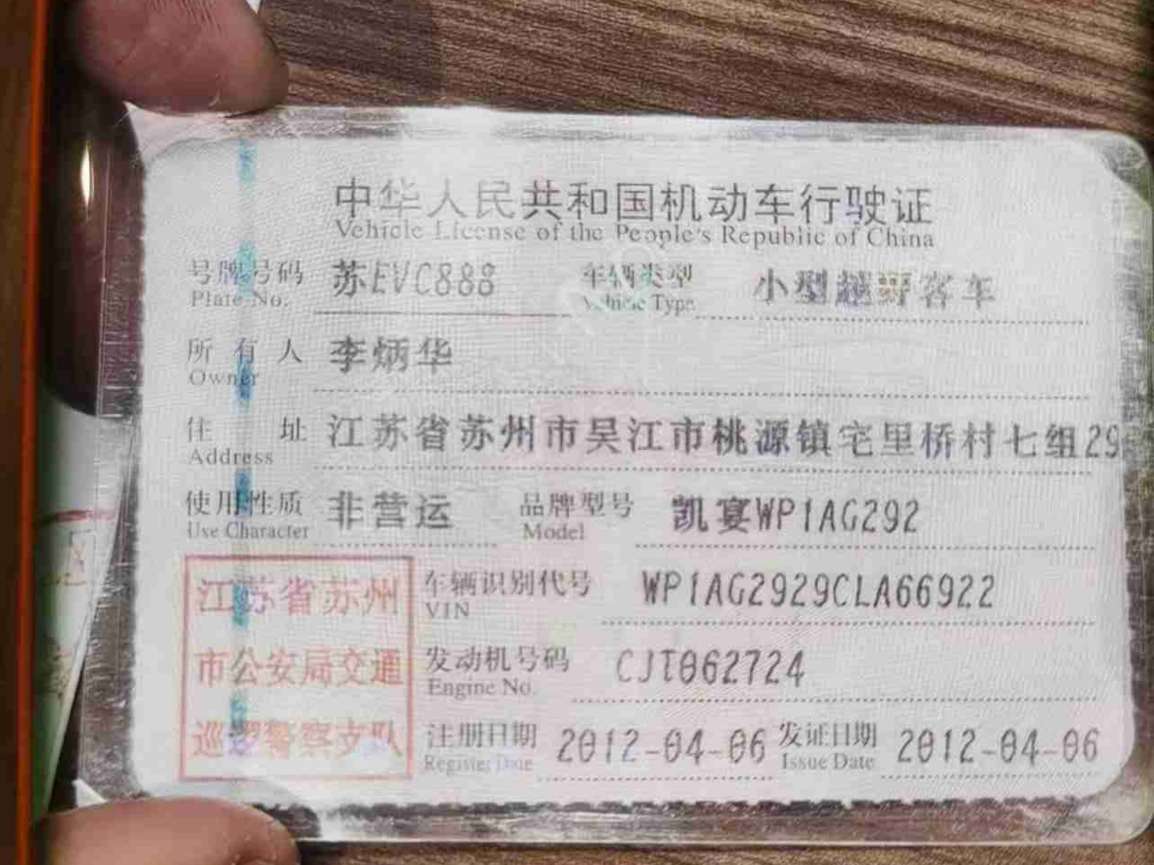 中华人民共和国机动车行驶证
Vehicle License of the People's Republic of China
号牌号码 苏EVC888 车辆类型 小型越野客车
Plate No. Vehicle Type
所有人 李炳华
Owner
住址 江苏省苏州市吴江市桃源镇宅里桥村七组29
Address
使用性质 非营运 品牌型号 凯宴WP1AG292
Use Character Model
江苏省苏州 车辆识别代号 WP1AG2929CLA66922
VIN
市公安局交通 发动机号码 CJT062724
Engine No.
巡逻警察支队 注册日期 2012-04-06 发证日期 2012-04-06
Register Date Issue Date